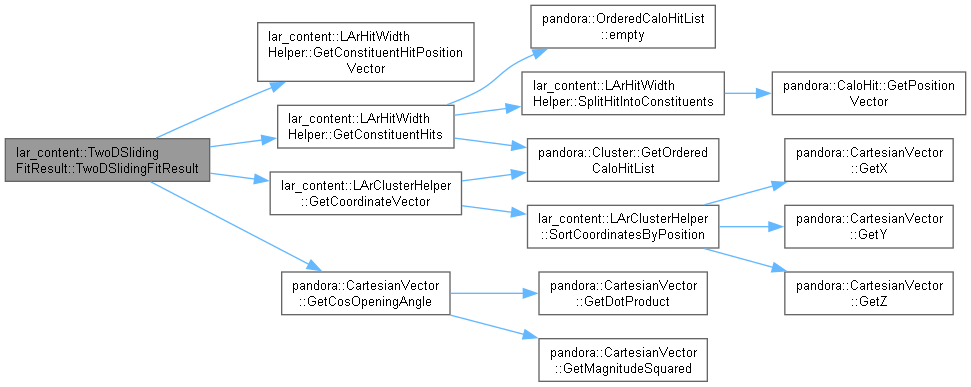 lar_content::TwoDSliding
FitResult::TwoDSlidingFitResult
lar_content::LArHitWidth
Helper::GetConstituentHitPosition
Vector
lar_content::LArHitWidth
Helper::GetConstituentHits
lar_content::LArClusterHelper
::GetCoordinateVector
pandora::CartesianVector
::GetCosOpeningAngle
pandora::OrderedCaloHitList
::empty
lar_content::LArHitWidth
Helper::SplitHitIntoConstituents
pandora::Cluster::GetOrdered
CaloHitList
lar_content::LArClusterHelper
::SortCoordinatesByPosition
pandora::CartesianVector
::GetDotProduct
pandora::CartesianVector
::GetMagnitudeSquared
pandora::CaloHit::GetPosition
Vector
pandora::CartesianVector
::GetX
pandora::CartesianVector
::GetY
pandora::CartesianVector
::GetZ